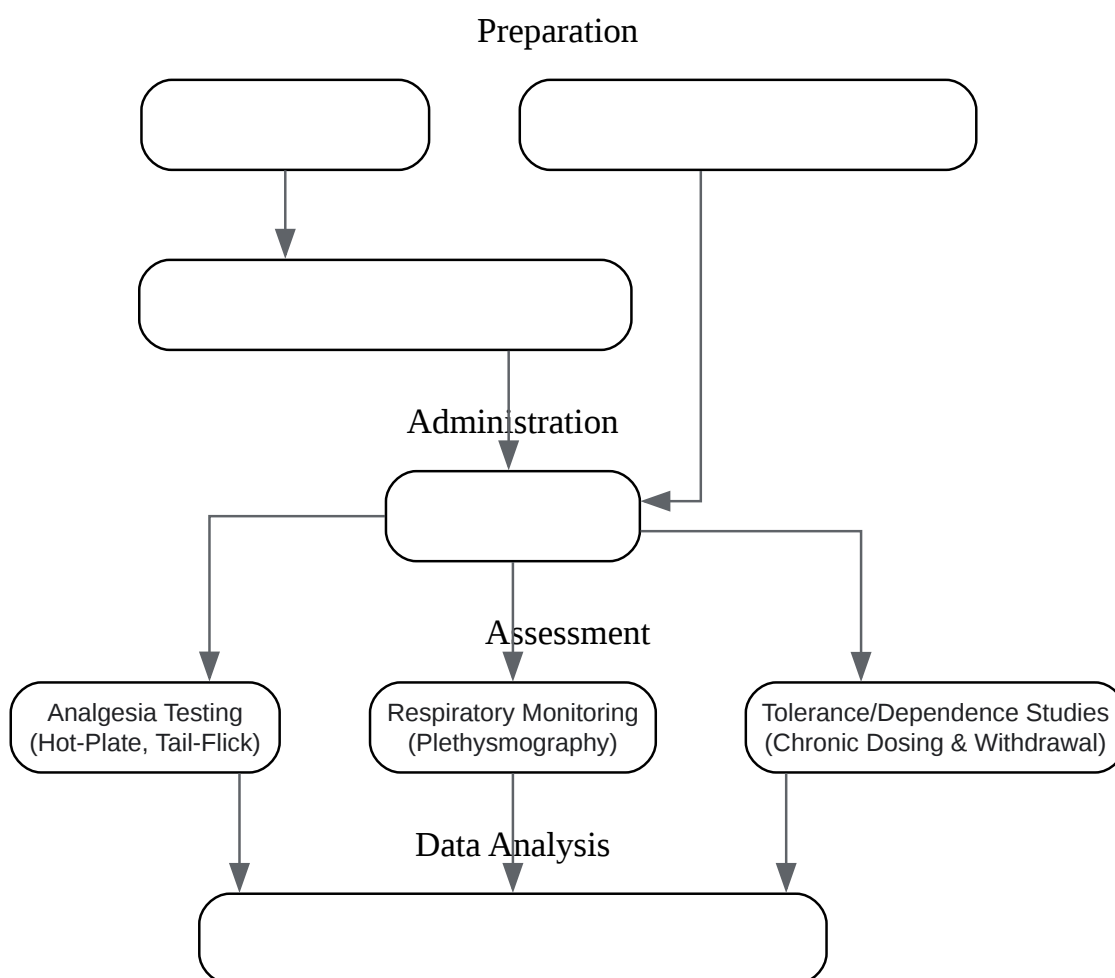 Preparation
Administration
Assessment
Analgesia Testing
(Hot-Plate, Tail-Flick)
Respiratory Monitoring
(Plethysmography)
Tolerance/Dependence Studies
(Chronic Dosing & Withdrawal)
Data Analysis